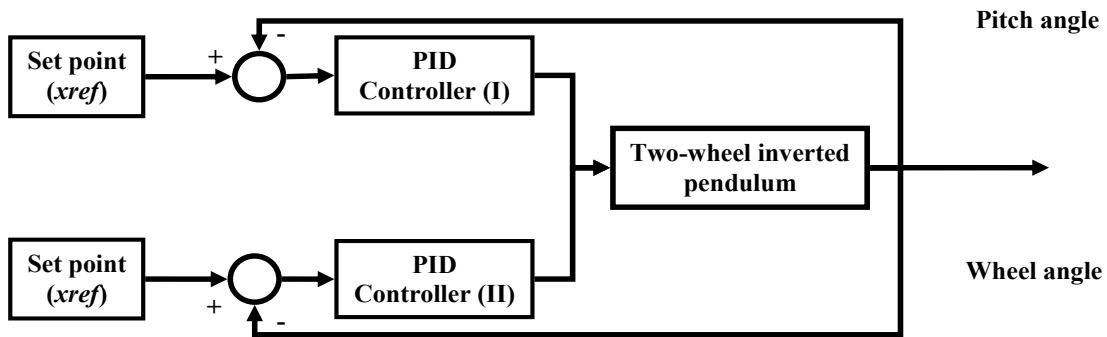 Pitch angle
-
+
Set point
(xref)
PID
Controller (I)
Two-wheel inverted
pendulum
Set point
(xref)
PID
Controller (II)
Wheel angle
+
-